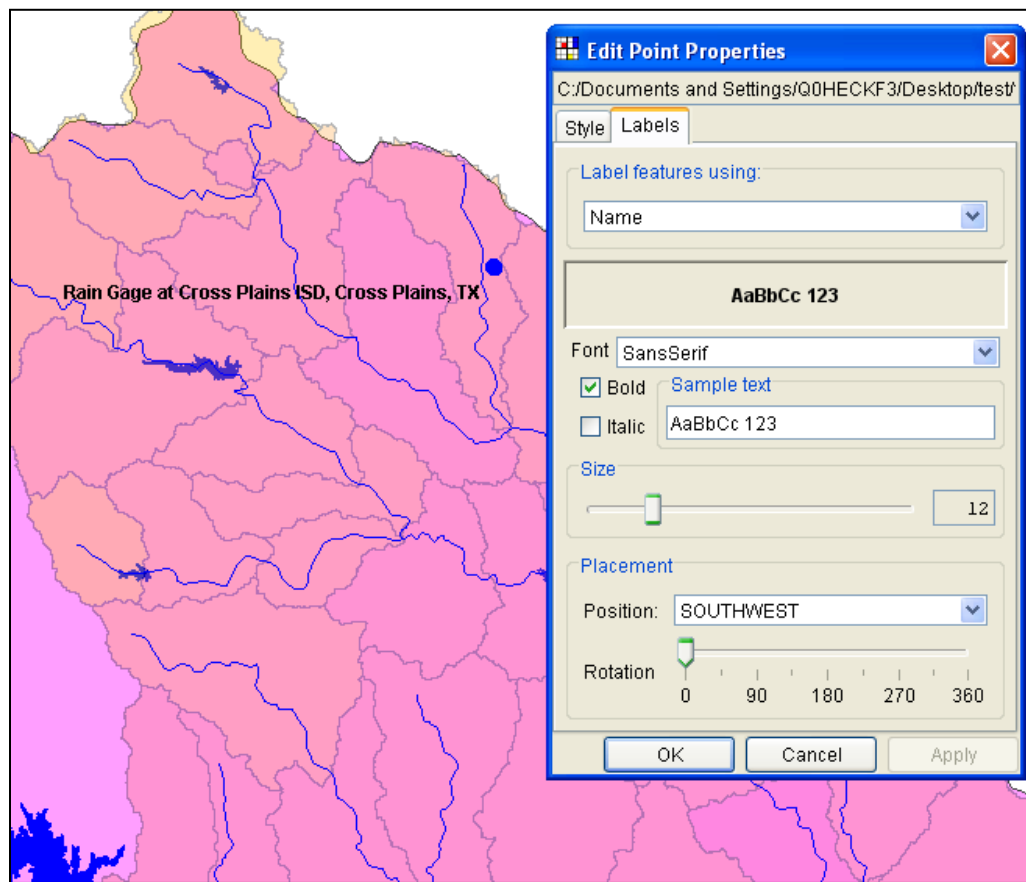 Edit Point Properties
C:/Documents and Settings/Q0HECKF3/Desktop/test/
Style Labels
Label features using:
Name
Rain Gage at Cross Plains ISD, Cross Plains, TX
AaBbCc 123
Font SansSerif
Bold Sample text
Italic AaBbCc 123
Size
12
Placement
Position: SOUTHWEST
Rotation
0 90 180 270 360
OK Cancel Apply